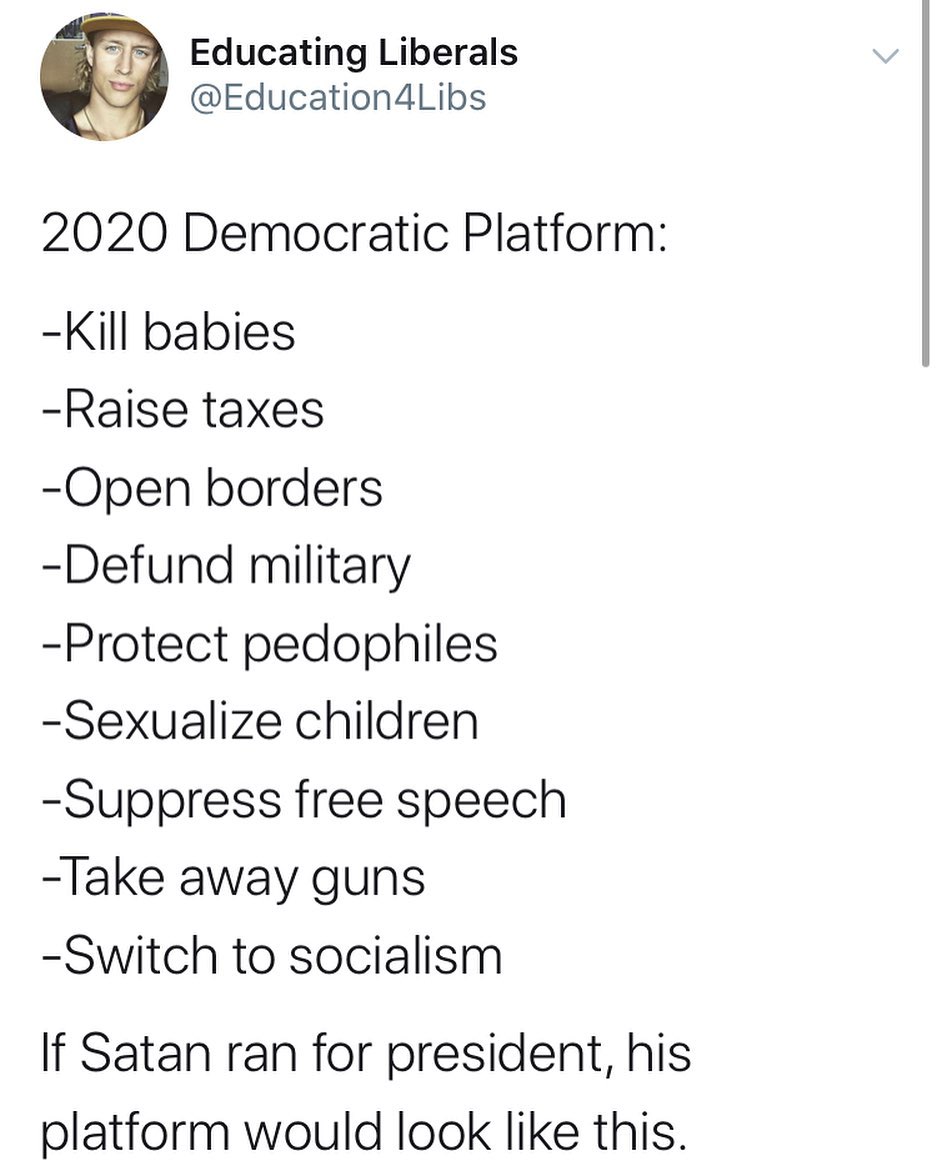 Educating Liberals
@Education4Libs
2020 Democratic Platform:
-Kill babies
-Raise taxes
-Open borders
-Defund military
-Protect pedophiles
-Sexualize children
-Suppress free speech
-Take away guns
-Switch to socialism
If Satan ran for president, his
platform would look like this.